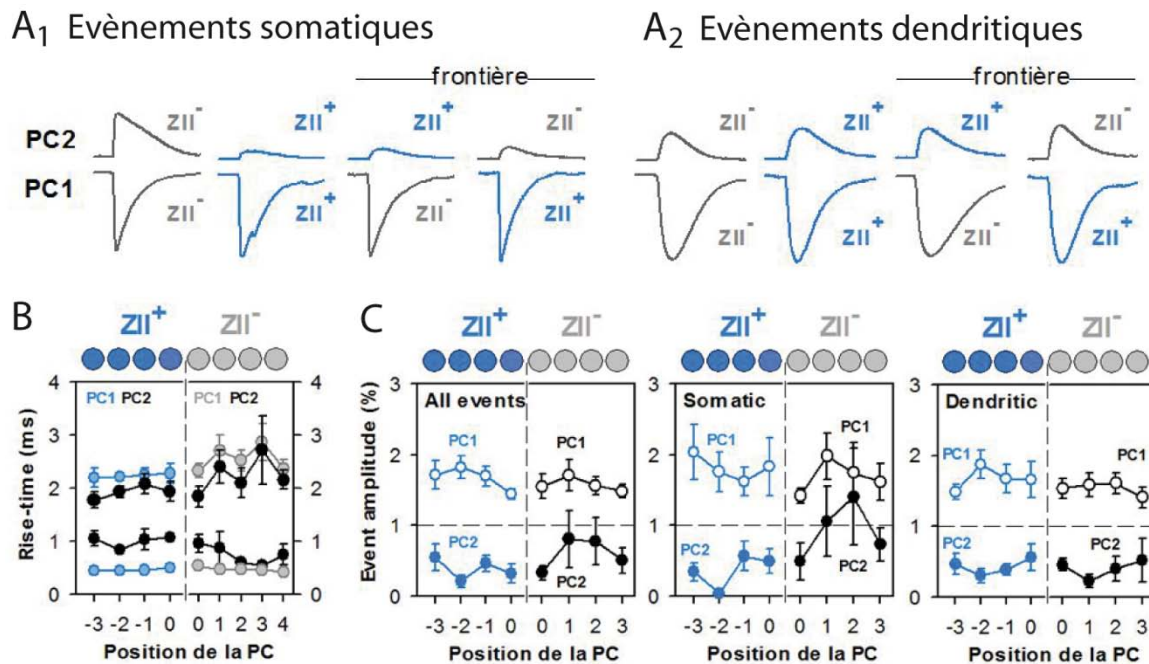 A1 Evènements somatiques
A2 Evènements dendritiques
frontière
frontière
PC2
PC1
ZII-
ZII+
ZII+
ZII-
ZII-
ZII+
ZII-
ZII+
ZII-
ZII+
ZII+
ZII-
ZII-
ZII+
ZII-
ZII+
B
ZII+ ZII-
Rise-time (ms)
PC1 PC2 PC1 PC2
4 4
3 3
2 2
1 1
0 0
-3 -2 -1 0 0 1 2 3 4
Position de la PC
C
ZII+ ZII-
Event amplitude (%)
All events
PC1 PC1
PC2 PC2
3
2
1
0
-3 -2 -1 0 0 1 2 3
Position de la PC
ZII+ ZII-
Somatic
PC1 PC1
PC2 PC2
3
2
1
0
-3 -2 -1 0 0 1 2 3
Position de la PC
ZII+ ZII-
Dendritic
PC1 PC1
PC2 PC2
3
2
1
0
-3 -2 -1 0 0 1 2 3
Position de la PC